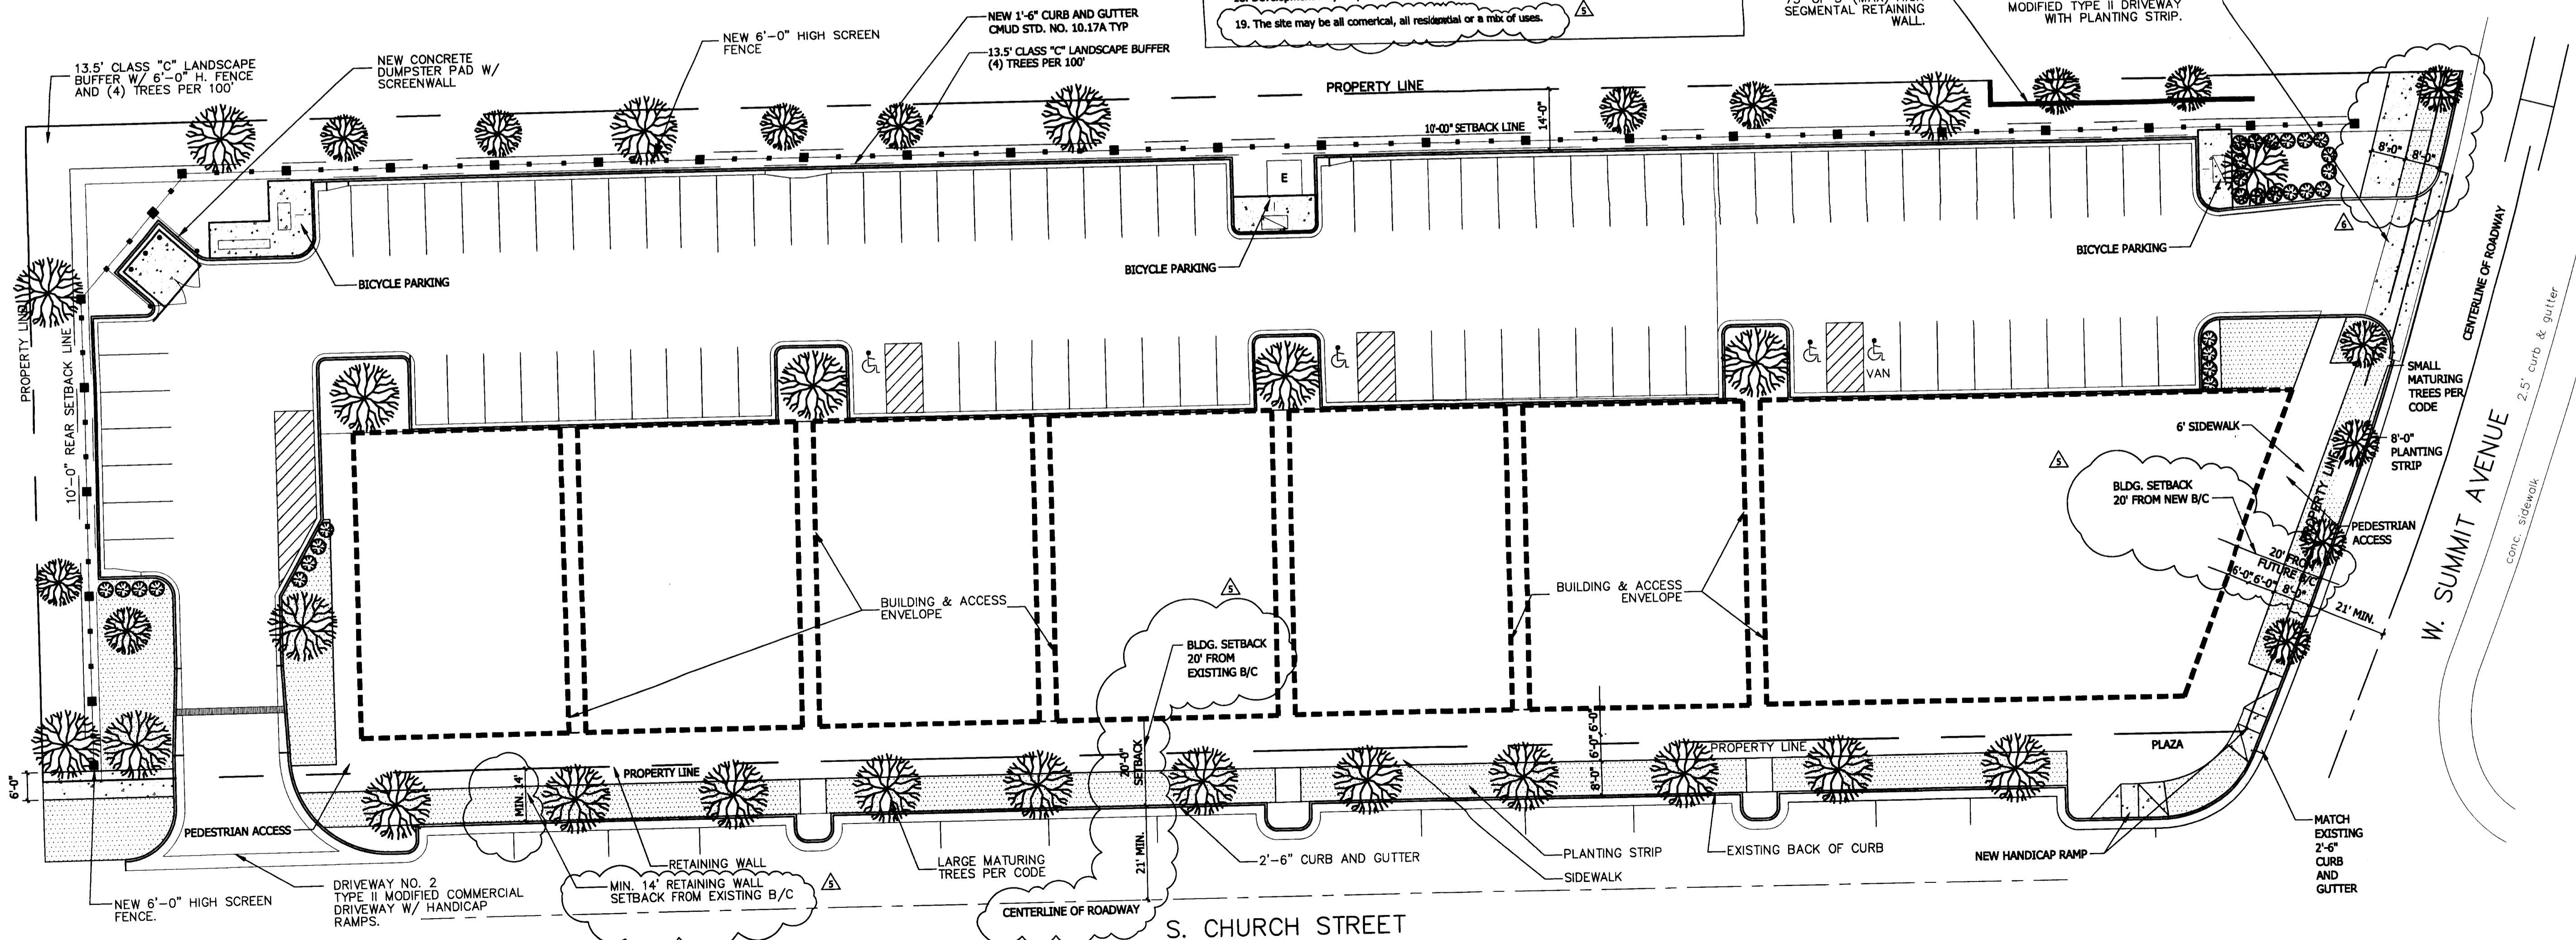 19. The site may be all comerical, all residential or a mix of uses.
5
NEW 1'-6" CURB AND GUTTER
CMUD STD. NO. 10.17A TYP
SEGMENTAL RETAINING
WALL.
MODIFIED TYPE II DRIVEWAY
WITH PLANTING STRIP.
NEW 6'-0" HIGH SCREEN
FENCE
13.5' CLASS "C" LANDSCAPE BUFFER
(4) TREES PER 100'
NEW CONCRETE
DUMPSTER PAD W/
SCREENWALL
13.5' CLASS "C" LANDSCAPE
BUFFER W/ 6'-0" H. FENCE
AND (4) TREES PER 100'
PROPERTY LINE
14'-0"
10'-00" SETBACK LINE
E
8'-0"
8'-0"
6
BICYCLE PARKING
BICYCLE PARKING
BICYCLE PARKING
CENTERLINE OF ROADWAY
PROPERTY LINE
10'-0" REAR SETBACK LINE
VAN
SMALL
MATURING
TREES PER
CODE
2.5' curb & gutter
6' SIDEWALK
8'-0"
PLANTING
STRIP
PROPERTY LINE
5
BLDG. SETBACK
20' FROM NEW B/C
PEDESTRIAN
ACCESS
W. SUMMIT AVENUE
conc. sidewalk
20' FROM
FUTURE B/C
6'-0"
6'-0"
8'-0"
21' MIN.
BUILDING & ACCESS
ENVELOPE
BUILDING & ACCESS
ENVELOPE
5
BLDG. SETBACK
20' FROM
EXISTING B/C
6'-0"
6'-0"
8'-0"
20'-0"
SETBACK
PROPERTY LINE
PROPERTY LINE
PLAZA
MIN. 14'
6'-0"
PEDESTRIAN ACCESS
RETAINING WALL
LARGE MATURING
TREES PER CODE
21' MIN.
2'-6" CURB AND GUTTER
PLANTING STRIP
SIDEWALK
EXISTING BACK OF CURB
NEW HANDICAP RAMP
MATCH
EXISTING
2'-6"
CURB
AND
GUTTER
NEW 6'-0" HIGH SCREEN
FENCE.
DRIVEWAY NO. 2
TYPE II MODIFIED COMMERCIAL
DRIVEWAY W/ HANDICAP
RAMPS.
MIN. 14' RETAINING WALL
SETBACK FROM EXISTING B/C
5
CENTERLINE OF ROADWAY
S. CHURCH STREET